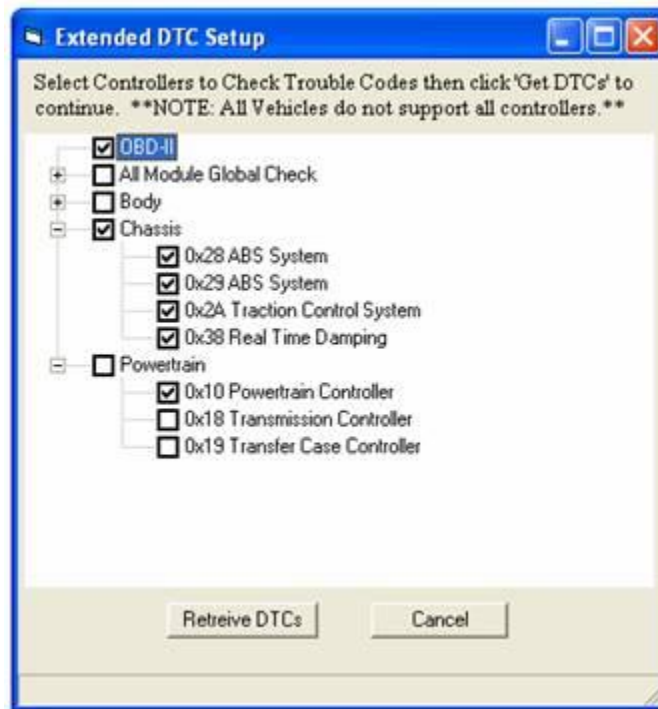 Extended DTC Setup
Select Controllers to Check Trouble Codes then click 'Get DTCs' to
continue. **NOTE: All Vehicles do not support all controllers.**
OBD-II
All Module Global Check
Body
Chassis
0x28 ABS System
0x29 ABS System
0x2A Traction Control System
0x38 Real Time Damping
Powertrain
0x10 Powertrain Controller
0x18 Transmission Controller
0x19 Transfer Case Controller
Retreive DTCs
Cancel